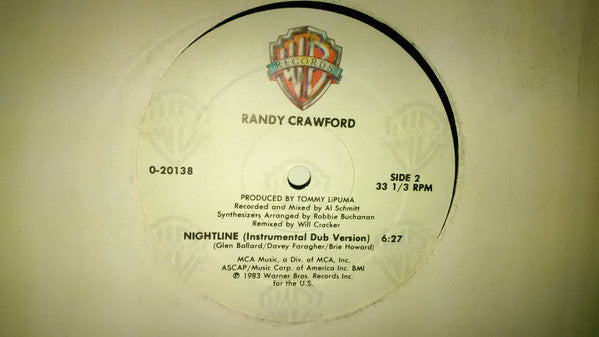 WB
RECORDS
RANDY CRAWFORD
0-20138
SIDE 2
33 1/3 RPM
PRODUCED BY TOMMY LiPUMA
Recorded and Mixed by Al Schmitt
Synthesizers Arranged by Robbie Buchanan
Remixed by Will Crocker
NIGHTLINE (Instrumental Dub Version) 6:27
(Glen Ballard/Davey Faragher/Brie Howard)
MCA Music, a Div. of MCA, Inc.
ASCAP/Music Corp. of America Inc. BMI
℗ 1983 Warner Bros. Records Inc.
for the U.S.